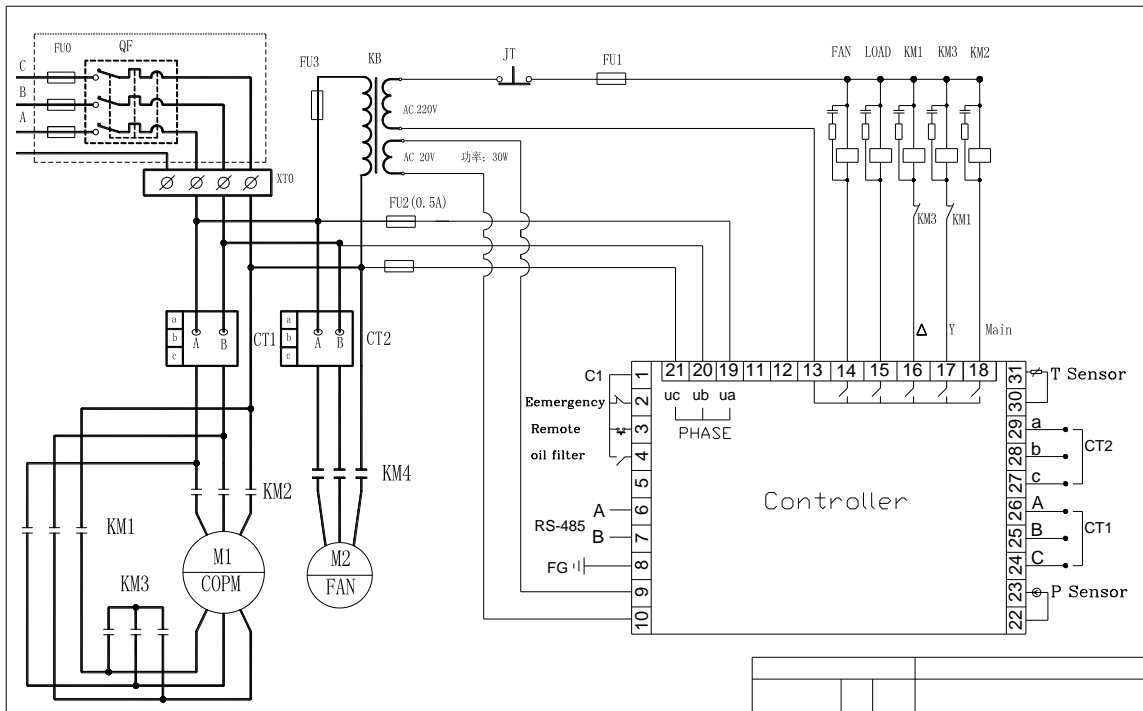 FU0 QF
C
B
A
XT0
FU3
KB
AC 220V
AC 20V 功率: 30W
JT
FU1
FAN LOAD KM1 KM3 KM2
KM3 KM1
FU2(0.5A)
Δ Y Main
a
b
c
A B
CT1
a
b
c
A B
CT2
KM2
KM4
KM1
KM3
M1
COPM
M2
FAN
21 20 19 11 12 13 14 15 16 17 18
uc ub ua
PHASE
C1
Eemergency
Remote
oil filter
A
RS-485
B
FG
1
2
3
4
5
6
7
8
9
10
Controller
31
30
29
28
27
26
25
24
23
22
T Sensor
a
b
c
CT2
A
B
C
CT1
P Sensor